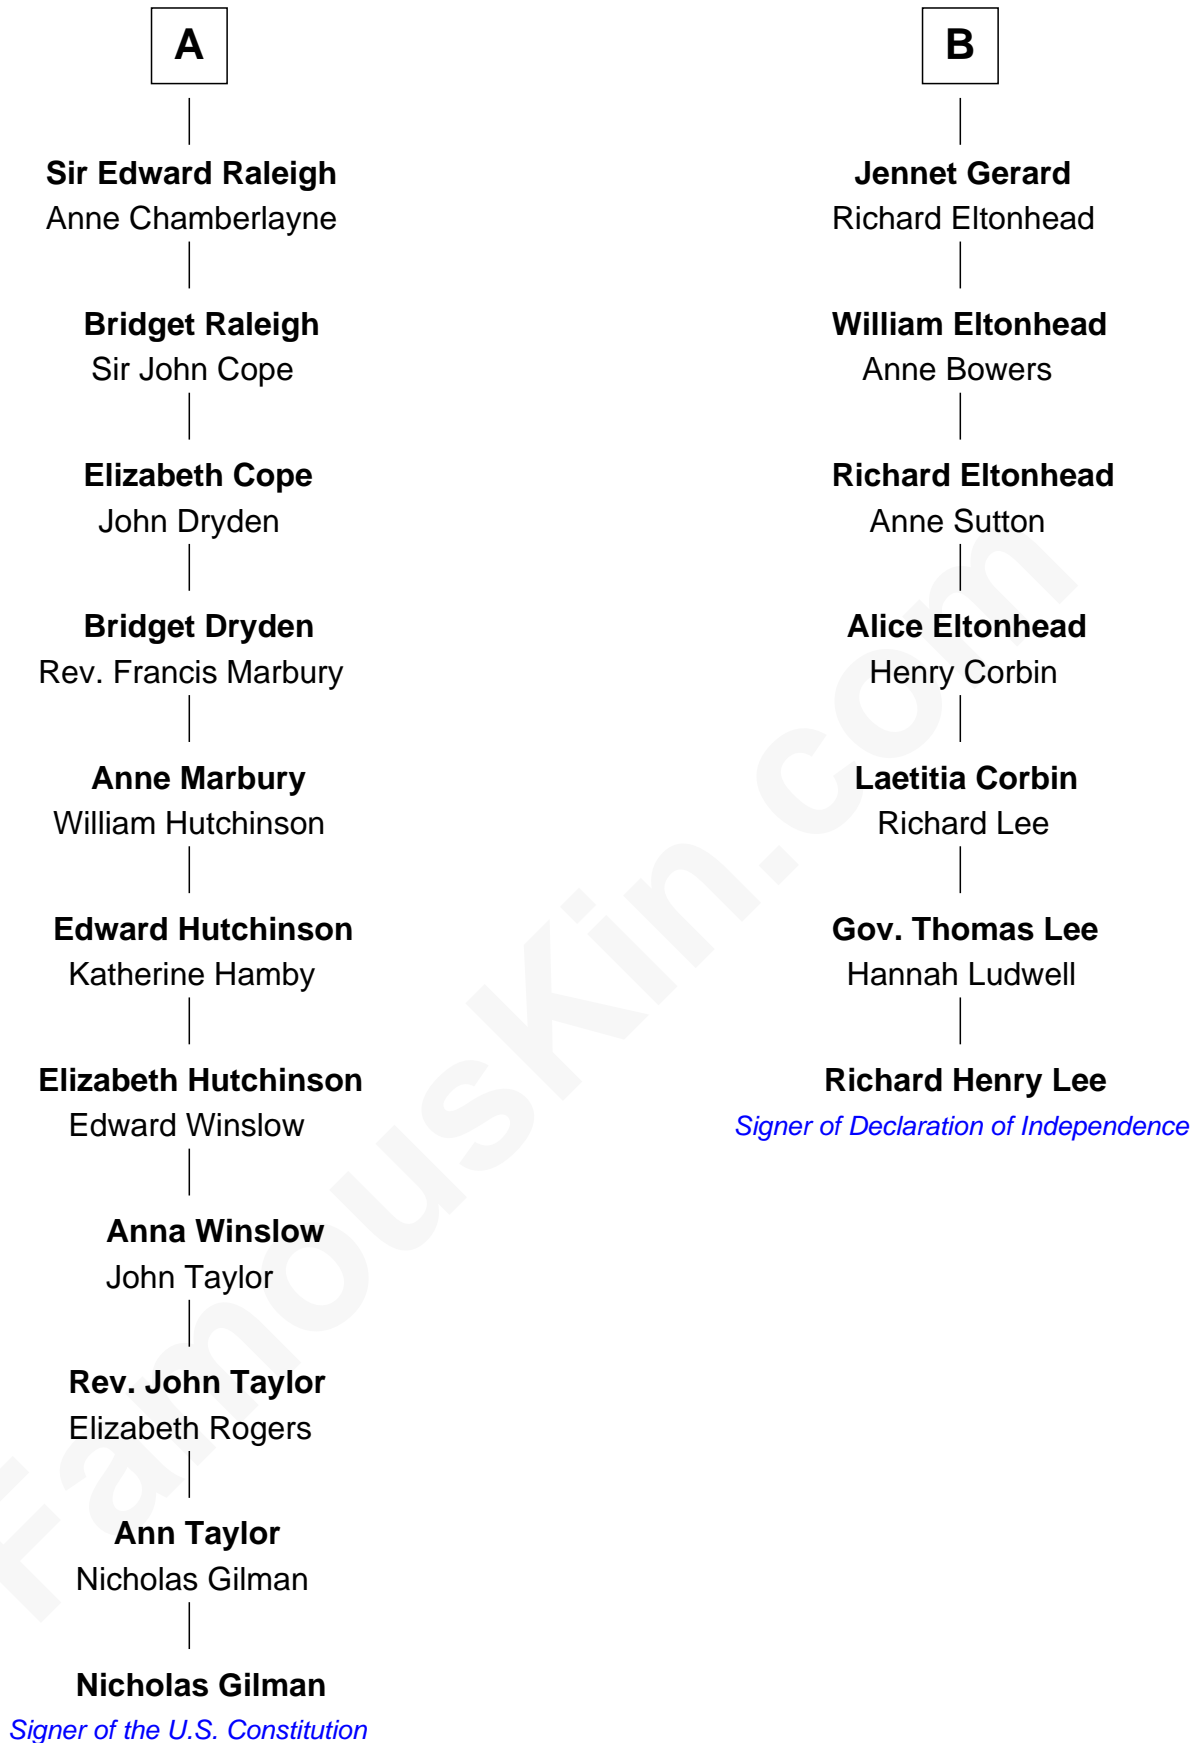 A
Sir Edward Raleigh
Anne Chamberlayne
Bridget Raleigh
Sir John Cope
Elizabeth Cope
John Dryden
Bridget Dryden
Rev. Francis Marbury
Anne Marbury
William Hutchinson
Edward Hutchinson
Katherine Hamby
Elizabeth Hutchinson
Edward Winslow
Anna Winslow
John Taylor
Rev. John Taylor
Elizabeth Rogers
Ann Taylor
Nicholas Gilman
Nicholas Gilman
Signer of the U.S. Constitution
B
Jennet Gerard
Richard Eltonhead
William Eltonhead
Anne Bowers
Richard Eltonhead
Anne Sutton
Alice Eltonhead
Henry Corbin
Laetitia Corbin
Richard Lee
Gov. Thomas Lee
Hannah Ludwell
Richard Henry Lee
Signer of Declaration of Independence
FamousKin.com